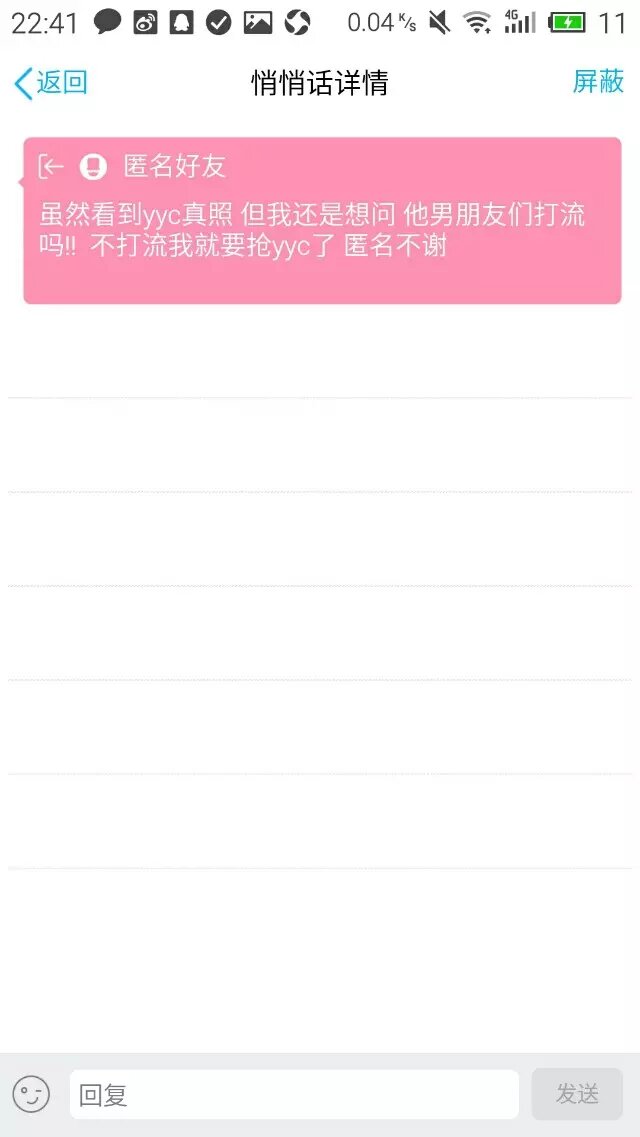 22:41 0.04 K/s 4G 11
返回 悄悄话详情 屏蔽
匿名好友
虽然看到yyc真照 但我还是想问 他男朋友们打流
吗!! 不打流我就要抢yyc了 匿名不谢
回复 发送